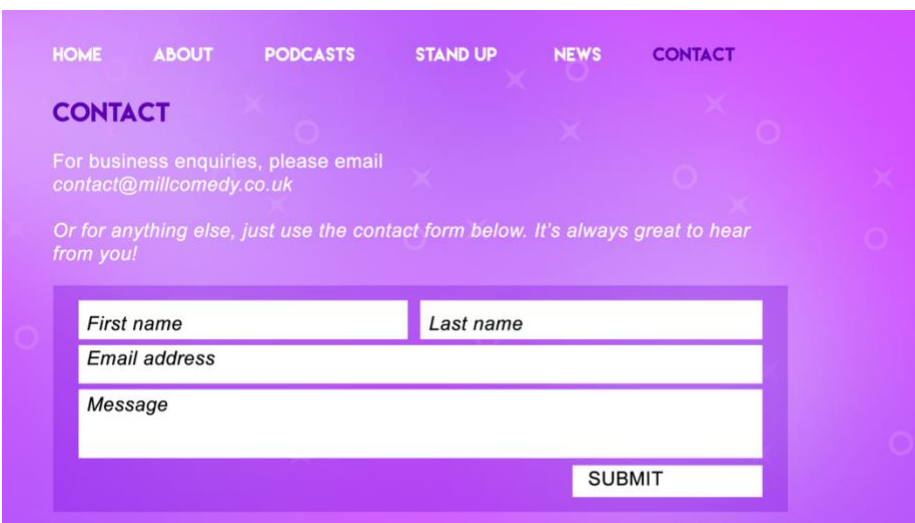 HOME ABOUT PODCASTS STAND UP NEWS CONTACT
CONTACT
For business enquiries, please email
contact@millcomedy.co.uk
Or for anything else, just use the contact form below. It's always great to hear
from you!
First name Last name
Email address
Message
SUBMIT